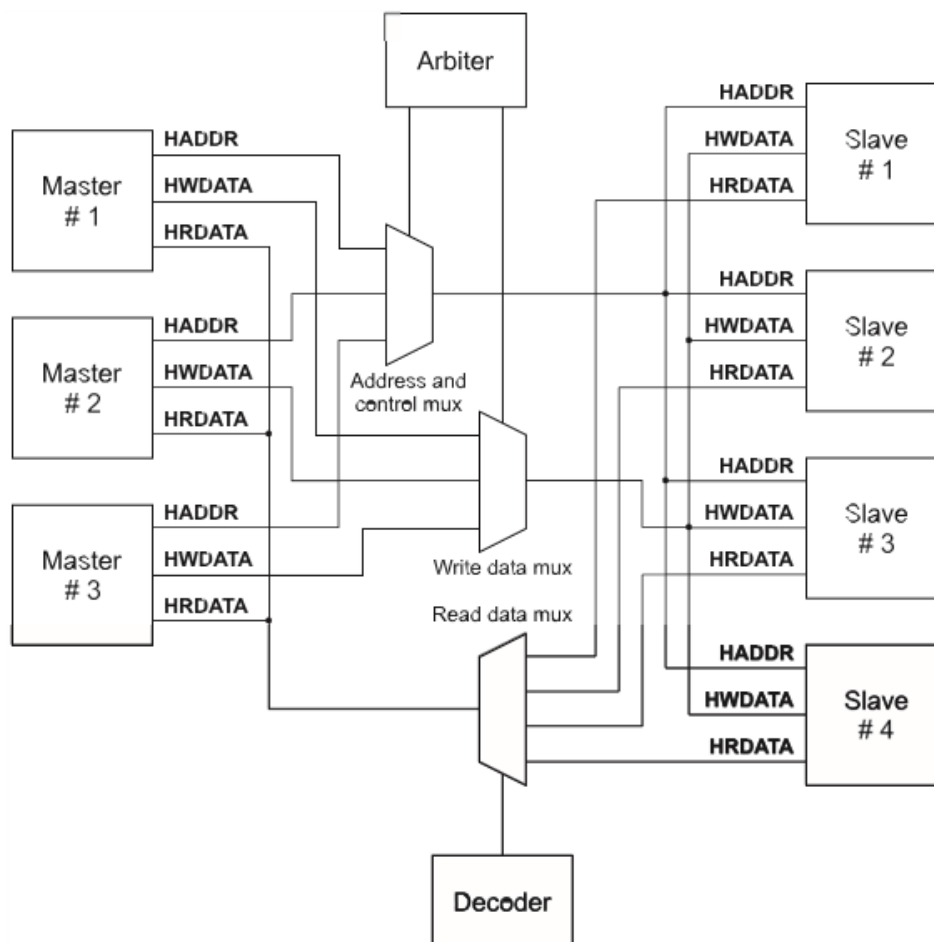 Arbiter
HADDR
HWDATA
HRDATA
Master
# 1
HADDR
HWDATA
HRDATA
Master
# 2
HADDR
HWDATA
HRDATA
Master
# 3
Address and
control mux
Write data mux
Read data mux
HADDR
HWDATA
HRDATA
Slave
# 1
HADDR
HWDATA
HRDATA
Slave
# 2
HADDR
HWDATA
HRDATA
Slave
# 3
HADDR
HWDATA
HRDATA
Slave
# 4
Decoder